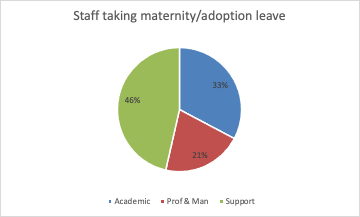 Staff taking maternity/adoption leave
33%
46%
21%
Academic Prof & Man Support